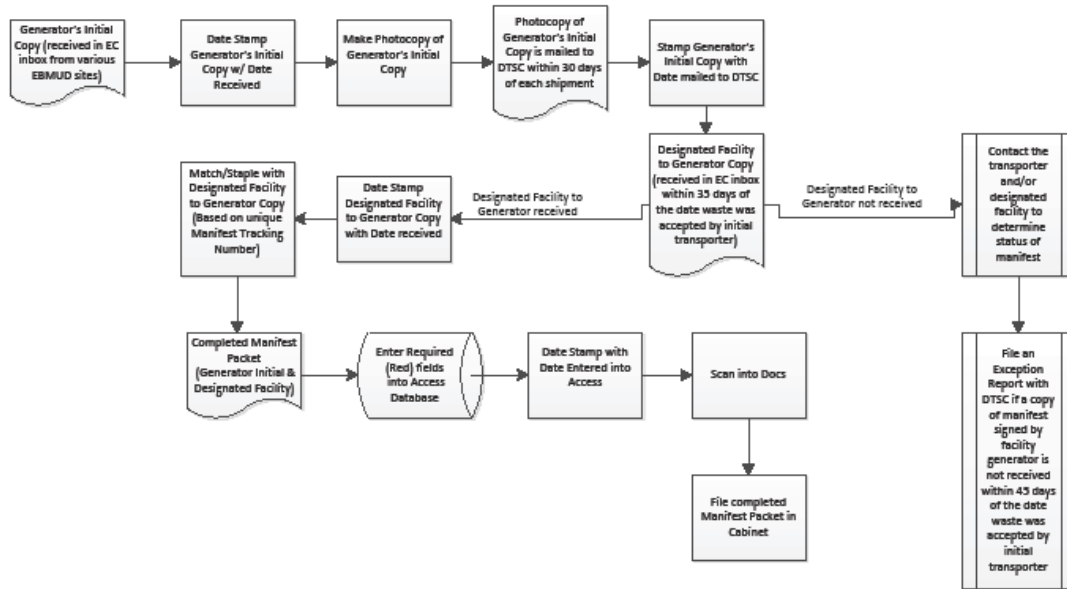 Generator's Initial
Copy (received in EC
inbox from various
EBMUD sites)
Date Stamp
Generator's Initial
Copy w/ Date
Received
Make Photocopy of
Generator's Initial
Copy
Photocopy of
Generator's Initial
Copy is mailed to
DTSC within 30 days
of each shipment
Stamp Generator's
Initial Copy with
Date mailed to DTSC
Match/Staple with
Designated Facility
to Generator Copy
(Based on unique
Manifest Tracking
Number)
Date Stamp
Designated Facility
to Generator Copy
with Date received
Designated Facility to
Generator received
Designated Facility
to Generator Copy
(received in EC inbox
within 35 days of
the date waste was
accepted by initial
transporter)
Designated Facility to
Generator not received
Contact the
transporter
and/or
designated
facility to
determine
status of
manifest
Completed Manifest
Packet
(Generator Initial &
Designated Facility)
Enter Required
(Red) fields
into Access
Database
Date Stamp with
Date Entered into
Access
Scan into Docs
File an
Exception
Report with
DTSC if a copy
of manifest
signed by
facility
generator is
not received
within 45 days
of the date
waste was
accepted by
initial
transporter
File completed
Manifest Packet in
Cabinet